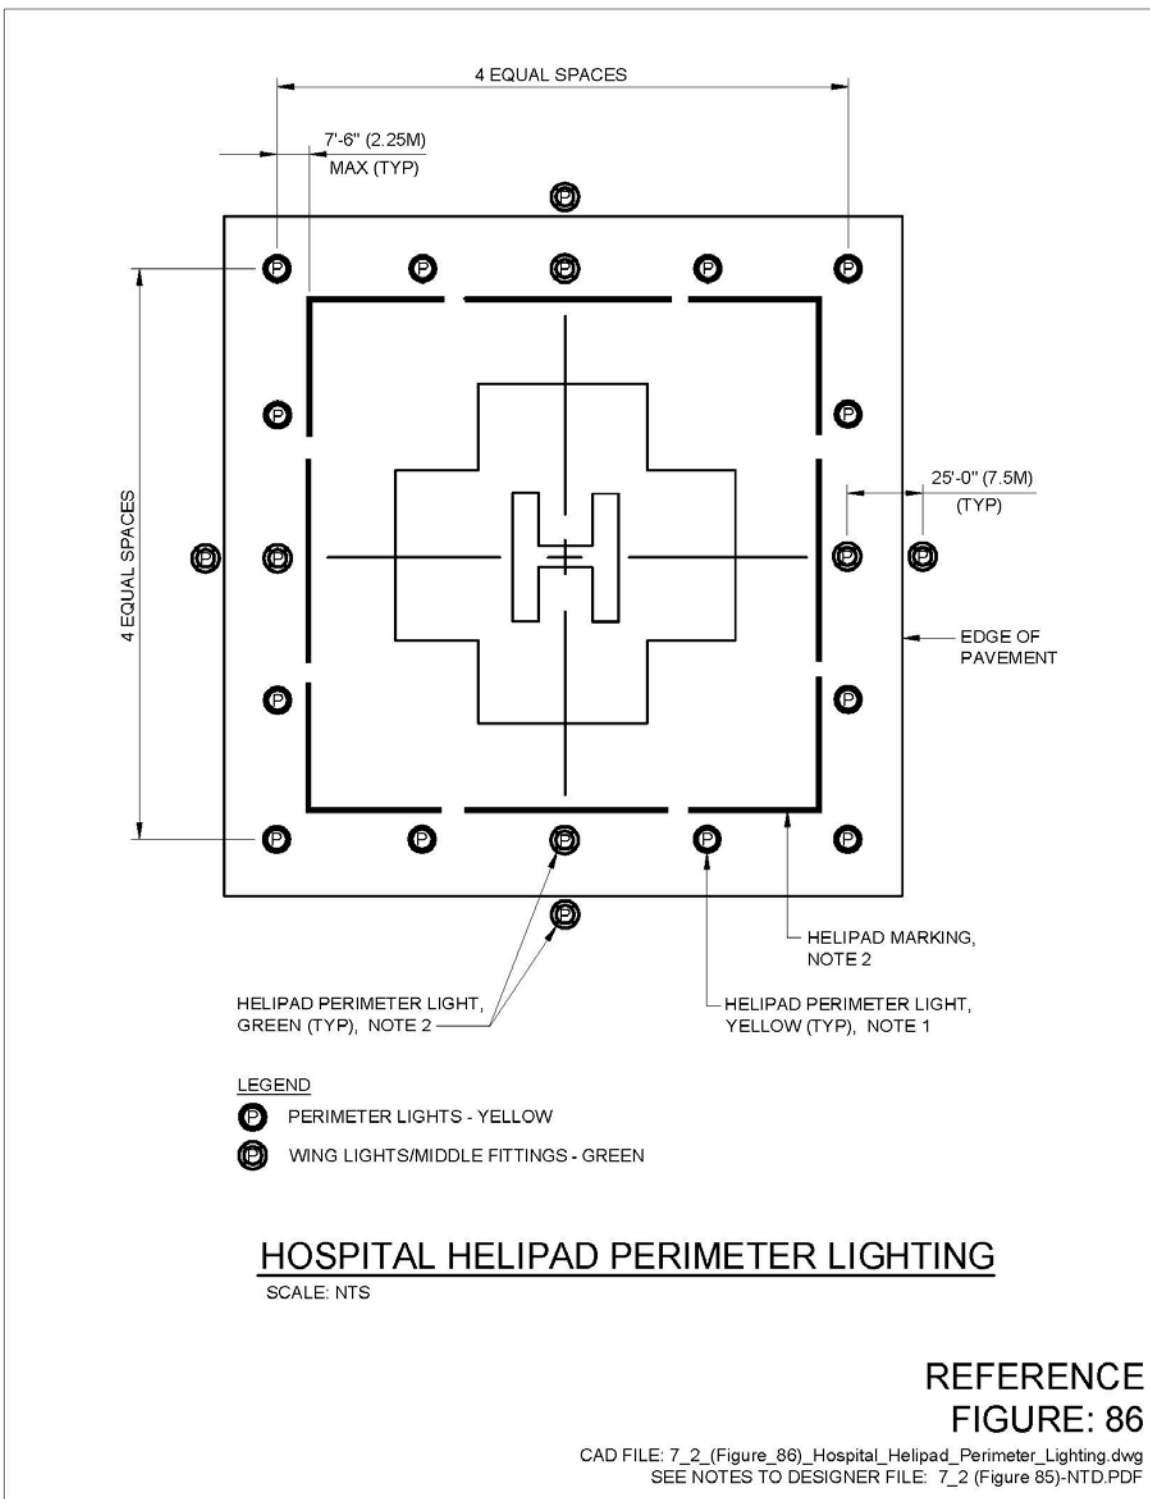 4 EQUAL SPACES
7'-6" (2.25M)
MAX (TYP)
P
P
P
P
P
P
P
P
4 EQUAL SPACES
25'-0" (7.5M)
(TYP)
P
P
H
P
P
EDGE OF
PAVEMENT
P
P
P
P
P
P
P
P
HELIPAD MARKING,
NOTE 2
HELIPAD PERIMETER LIGHT,
GREEN (TYP), NOTE 2
HELIPAD PERIMETER LIGHT,
YELLOW (TYP), NOTE 1
LEGEND
P PERIMETER LIGHTS - YELLOW
P WING LIGHTS/MIDDLE FITTINGS - GREEN
HOSPITAL HELIPAD PERIMETER LIGHTING
SCALE: NTS
REFERENCE
FIGURE: 86
CAD FILE: 7_2_(Figure_86)_Hospital_Helipad_Perimeter_Lighting.dwg
SEE NOTES TO DESIGNER FILE: 7_2 (Figure 85)-NTD.PDF